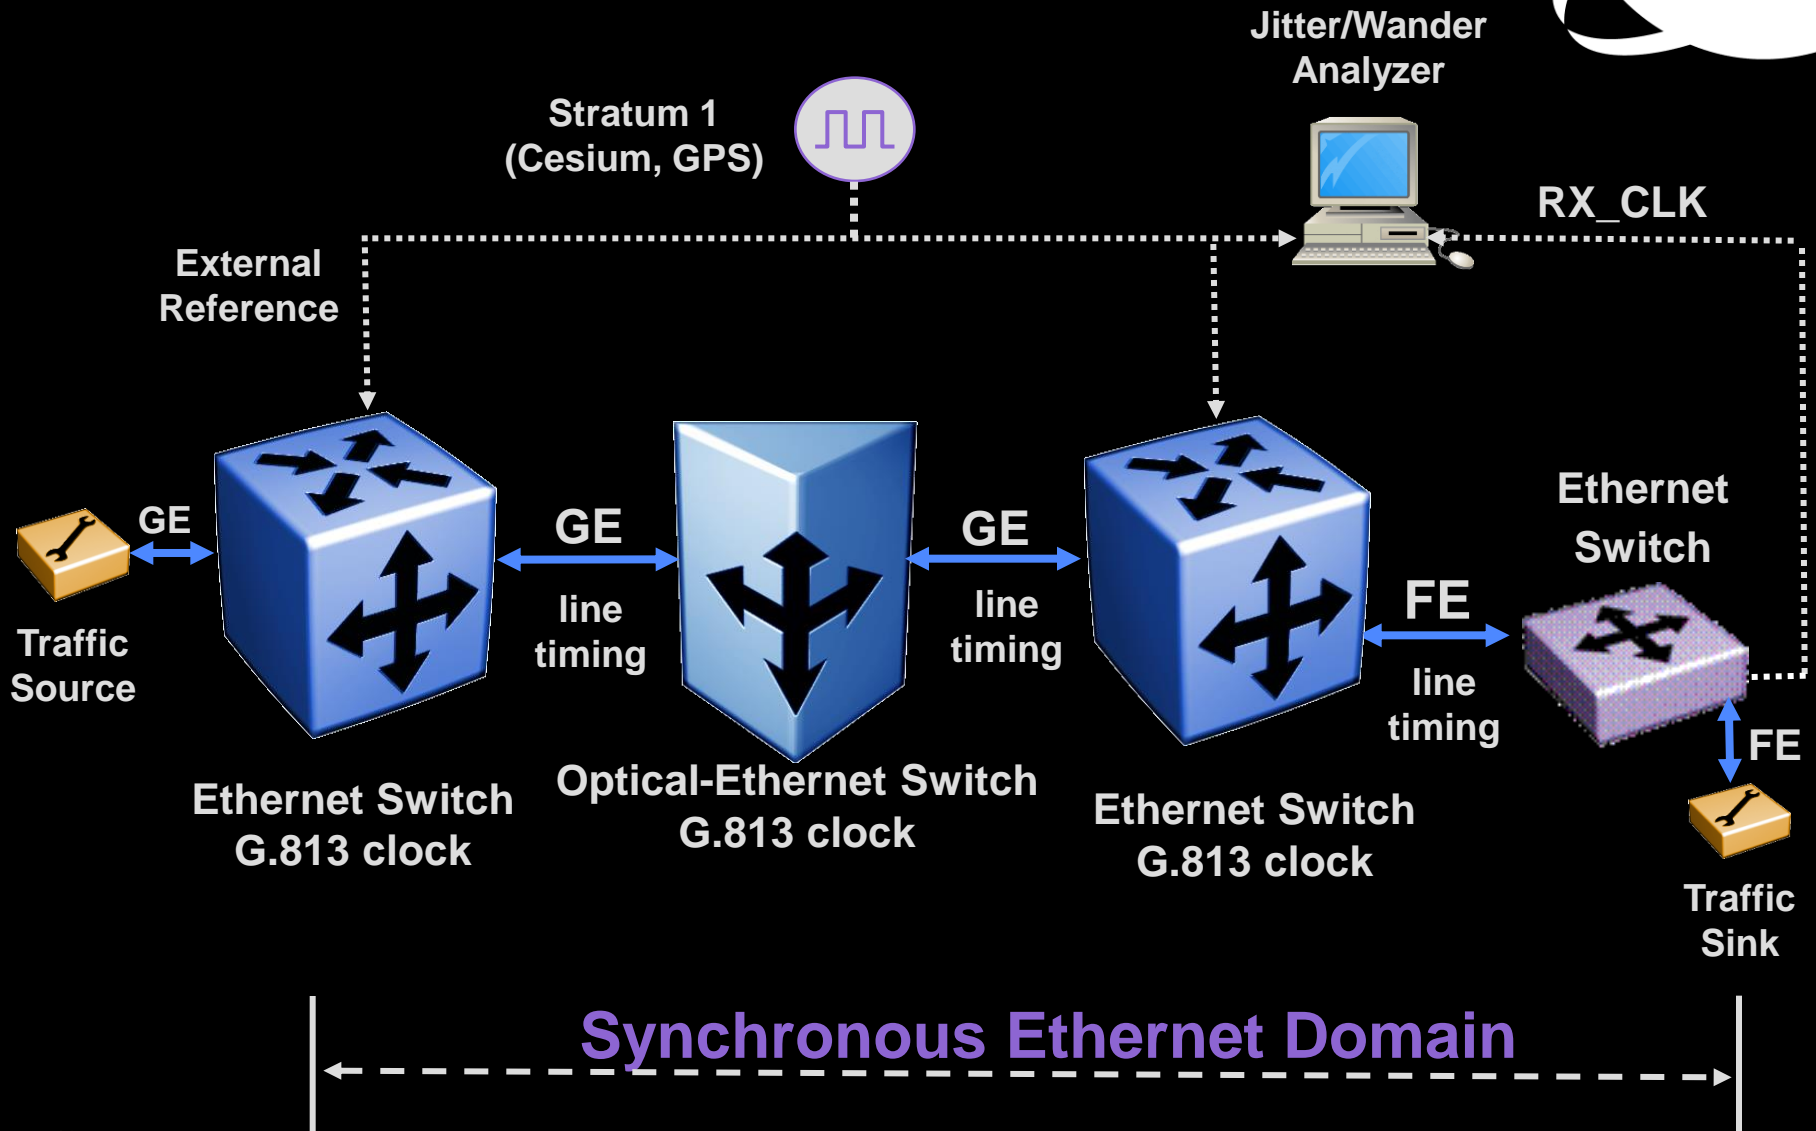 Jitter/Wander
Analyzer
Stratum 1
(Cesium, GPS)
RX_CLK
External
Reference
GE
GE
line
timing
GE
line
timing
FE
line
timing
Ethernet
Switch
FE
Traffic
Source
Ethernet Switch
G.813 clock
Optical-Ethernet Switch
G.813 clock
Ethernet Switch
G.813 clock
Traffic
Sink
Synchronous Ethernet Domain